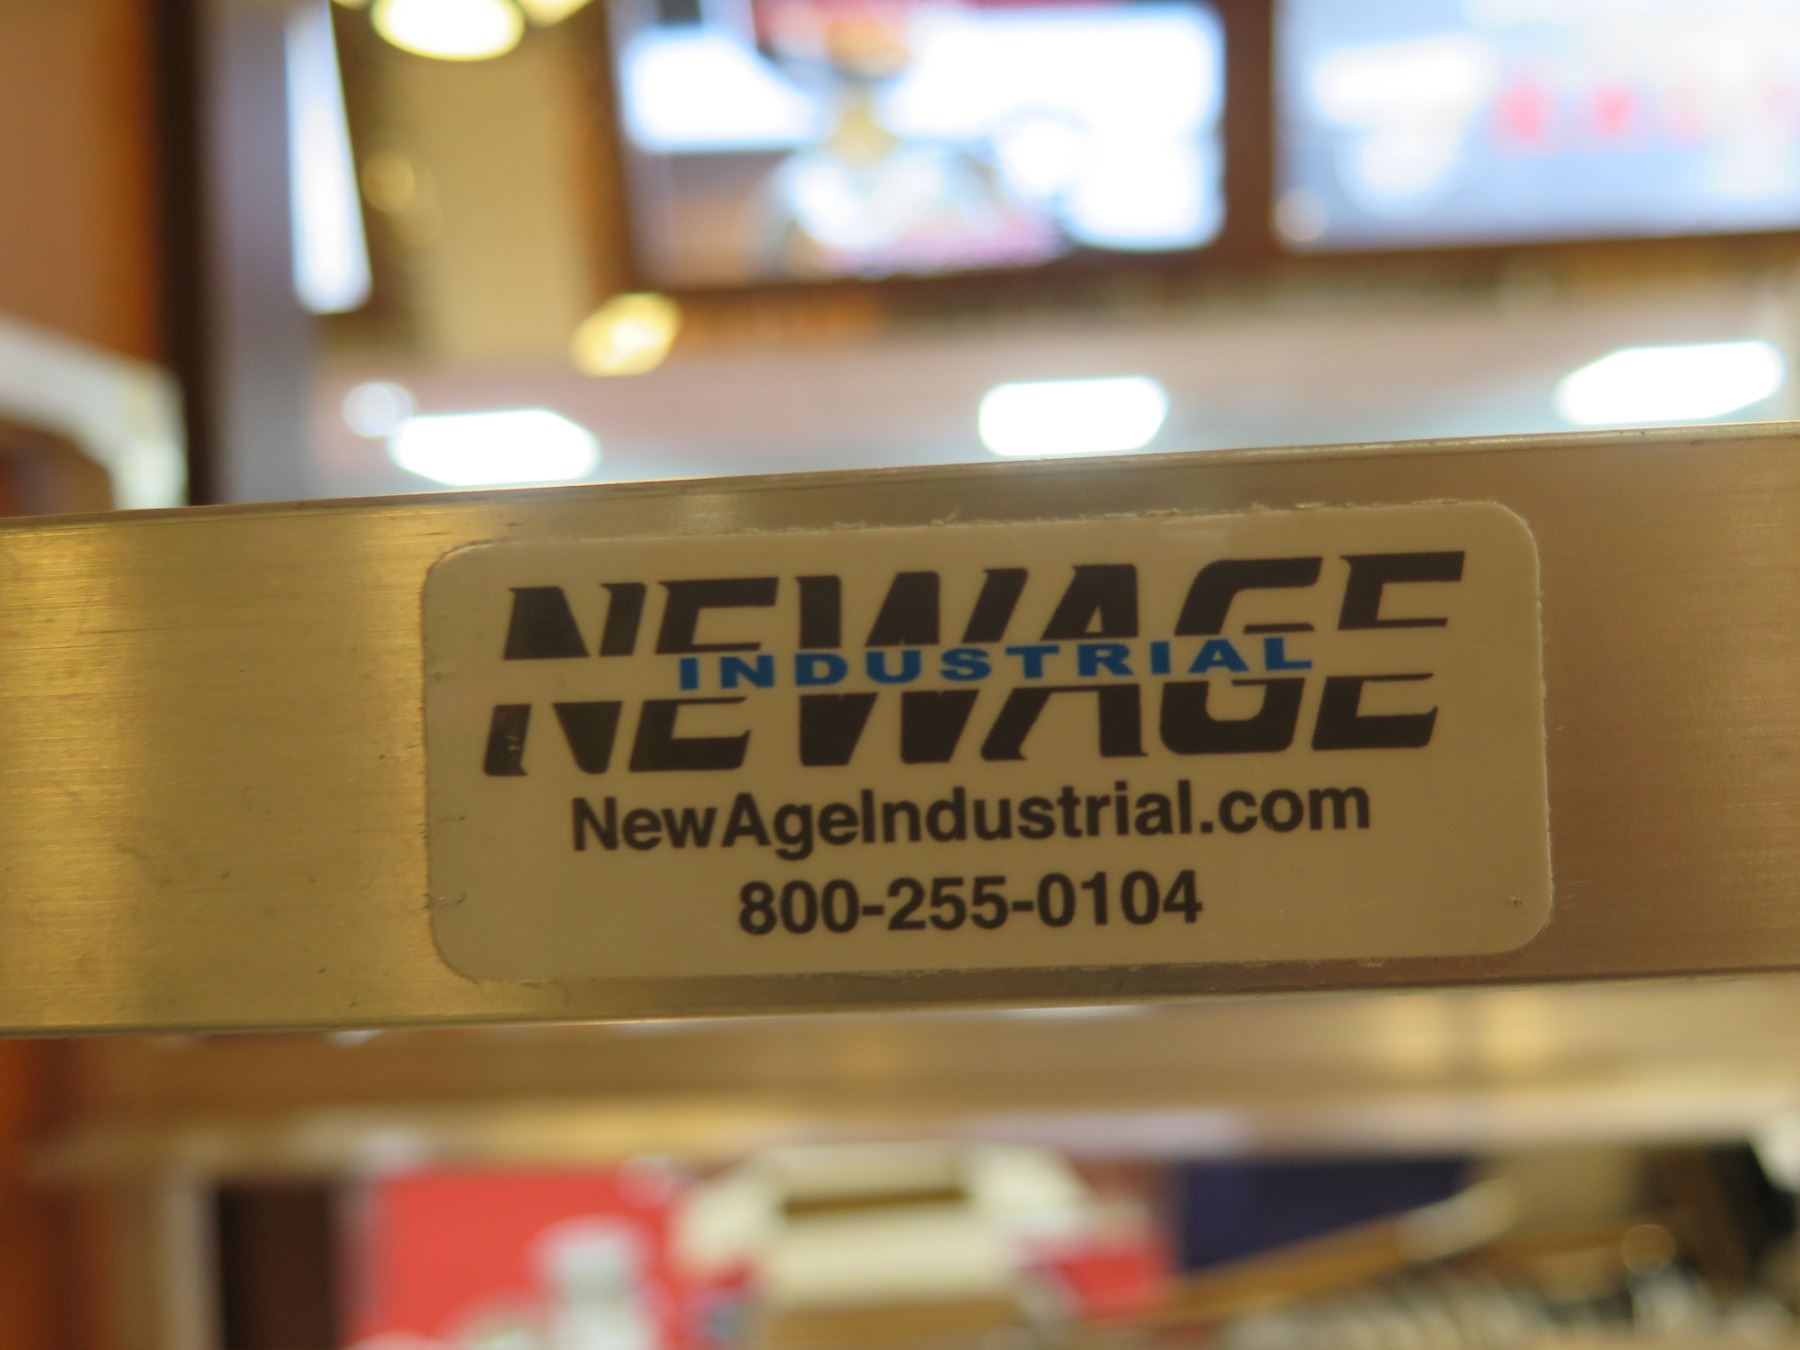 NEWAGE
INDUSTRIAL
NewAgeIndustrial.com
800-255-0104